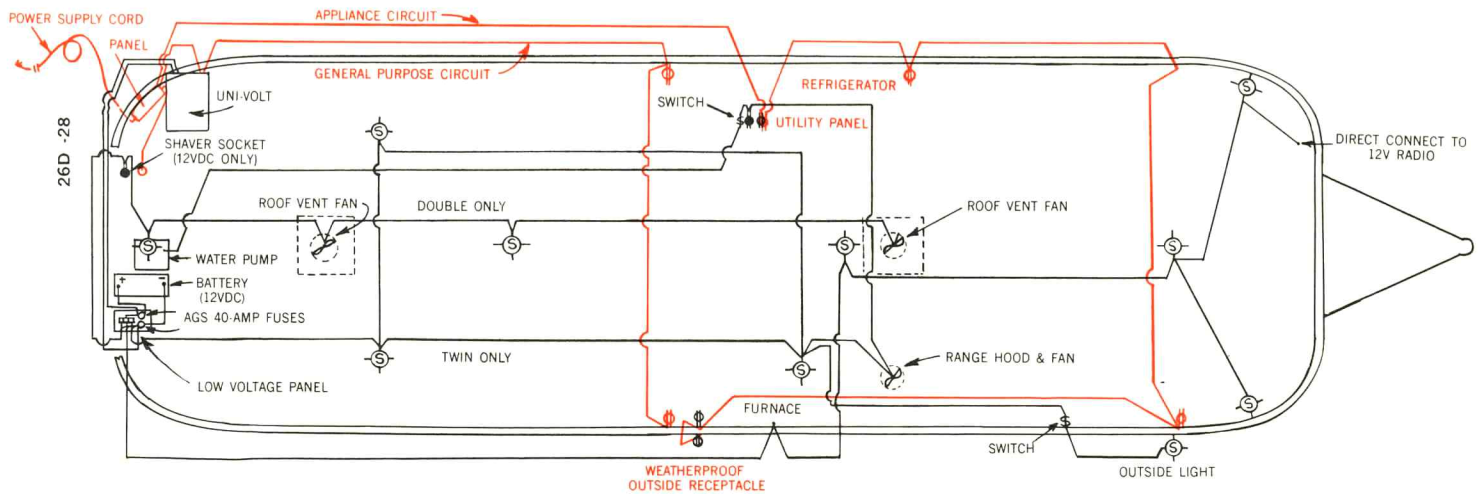 POWER SUPPLY CORD
APPLIANCE CIRCUIT
PANEL
GENERAL PURPOSE CIRCUIT
UNI-VOLT
REFRIGERATOR
SWITCH
UTILITY PANEL
26D -28
SHAVER SOCKET
(12VDC ONLY)
DIRECT CONNECT TO
12V RADIO
ROOF VENT FAN
DOUBLE ONLY
ROOF VENT FAN
WATER PUMP
+ −
BATTERY
(12VDC)
AGS 40-AMP FUSES
TWIN ONLY
RANGE HOOD & FAN
LOW VOLTAGE PANEL
FURNACE
SWITCH
WEATHERPROOF
OUTSIDE RECEPTACLE
OUTSIDE LIGHT
S
S
S
S
S
S
S
S
S
S
S
S
S